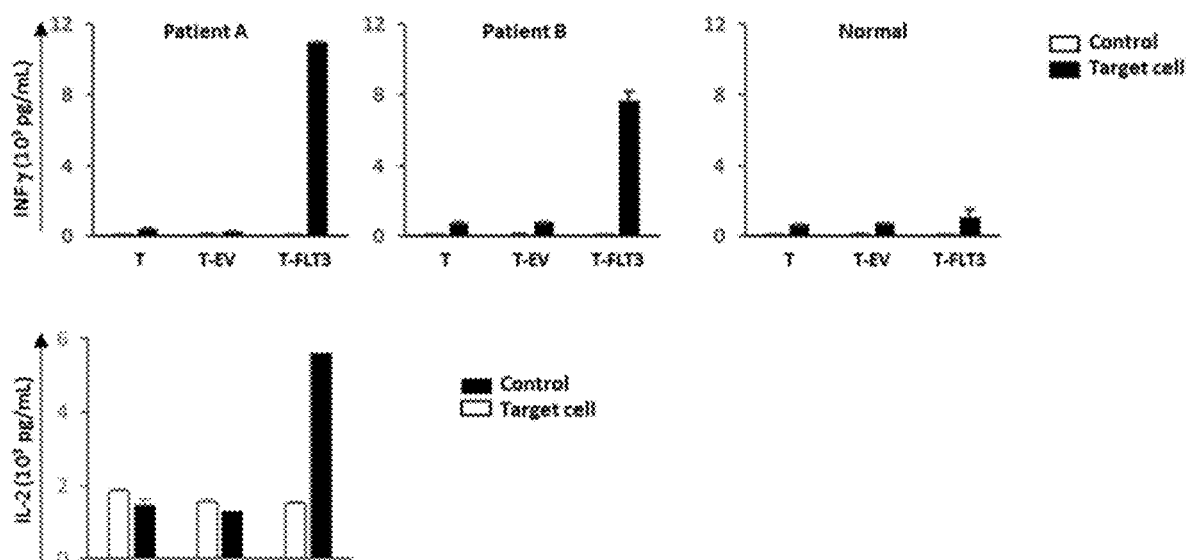 12
Patient A
8
4
0
INFγ (10³ pg/mL)
T
T-EV
T-FLT3
12
Patient B
8
4
0
T
T-EV
T-FLT3
12
Normal
8
4
0
T
T-EV
T-FLT3
Control
Target cell
6
4
2
0
IL-2 (10³ pg/mL)
Control
Target cell